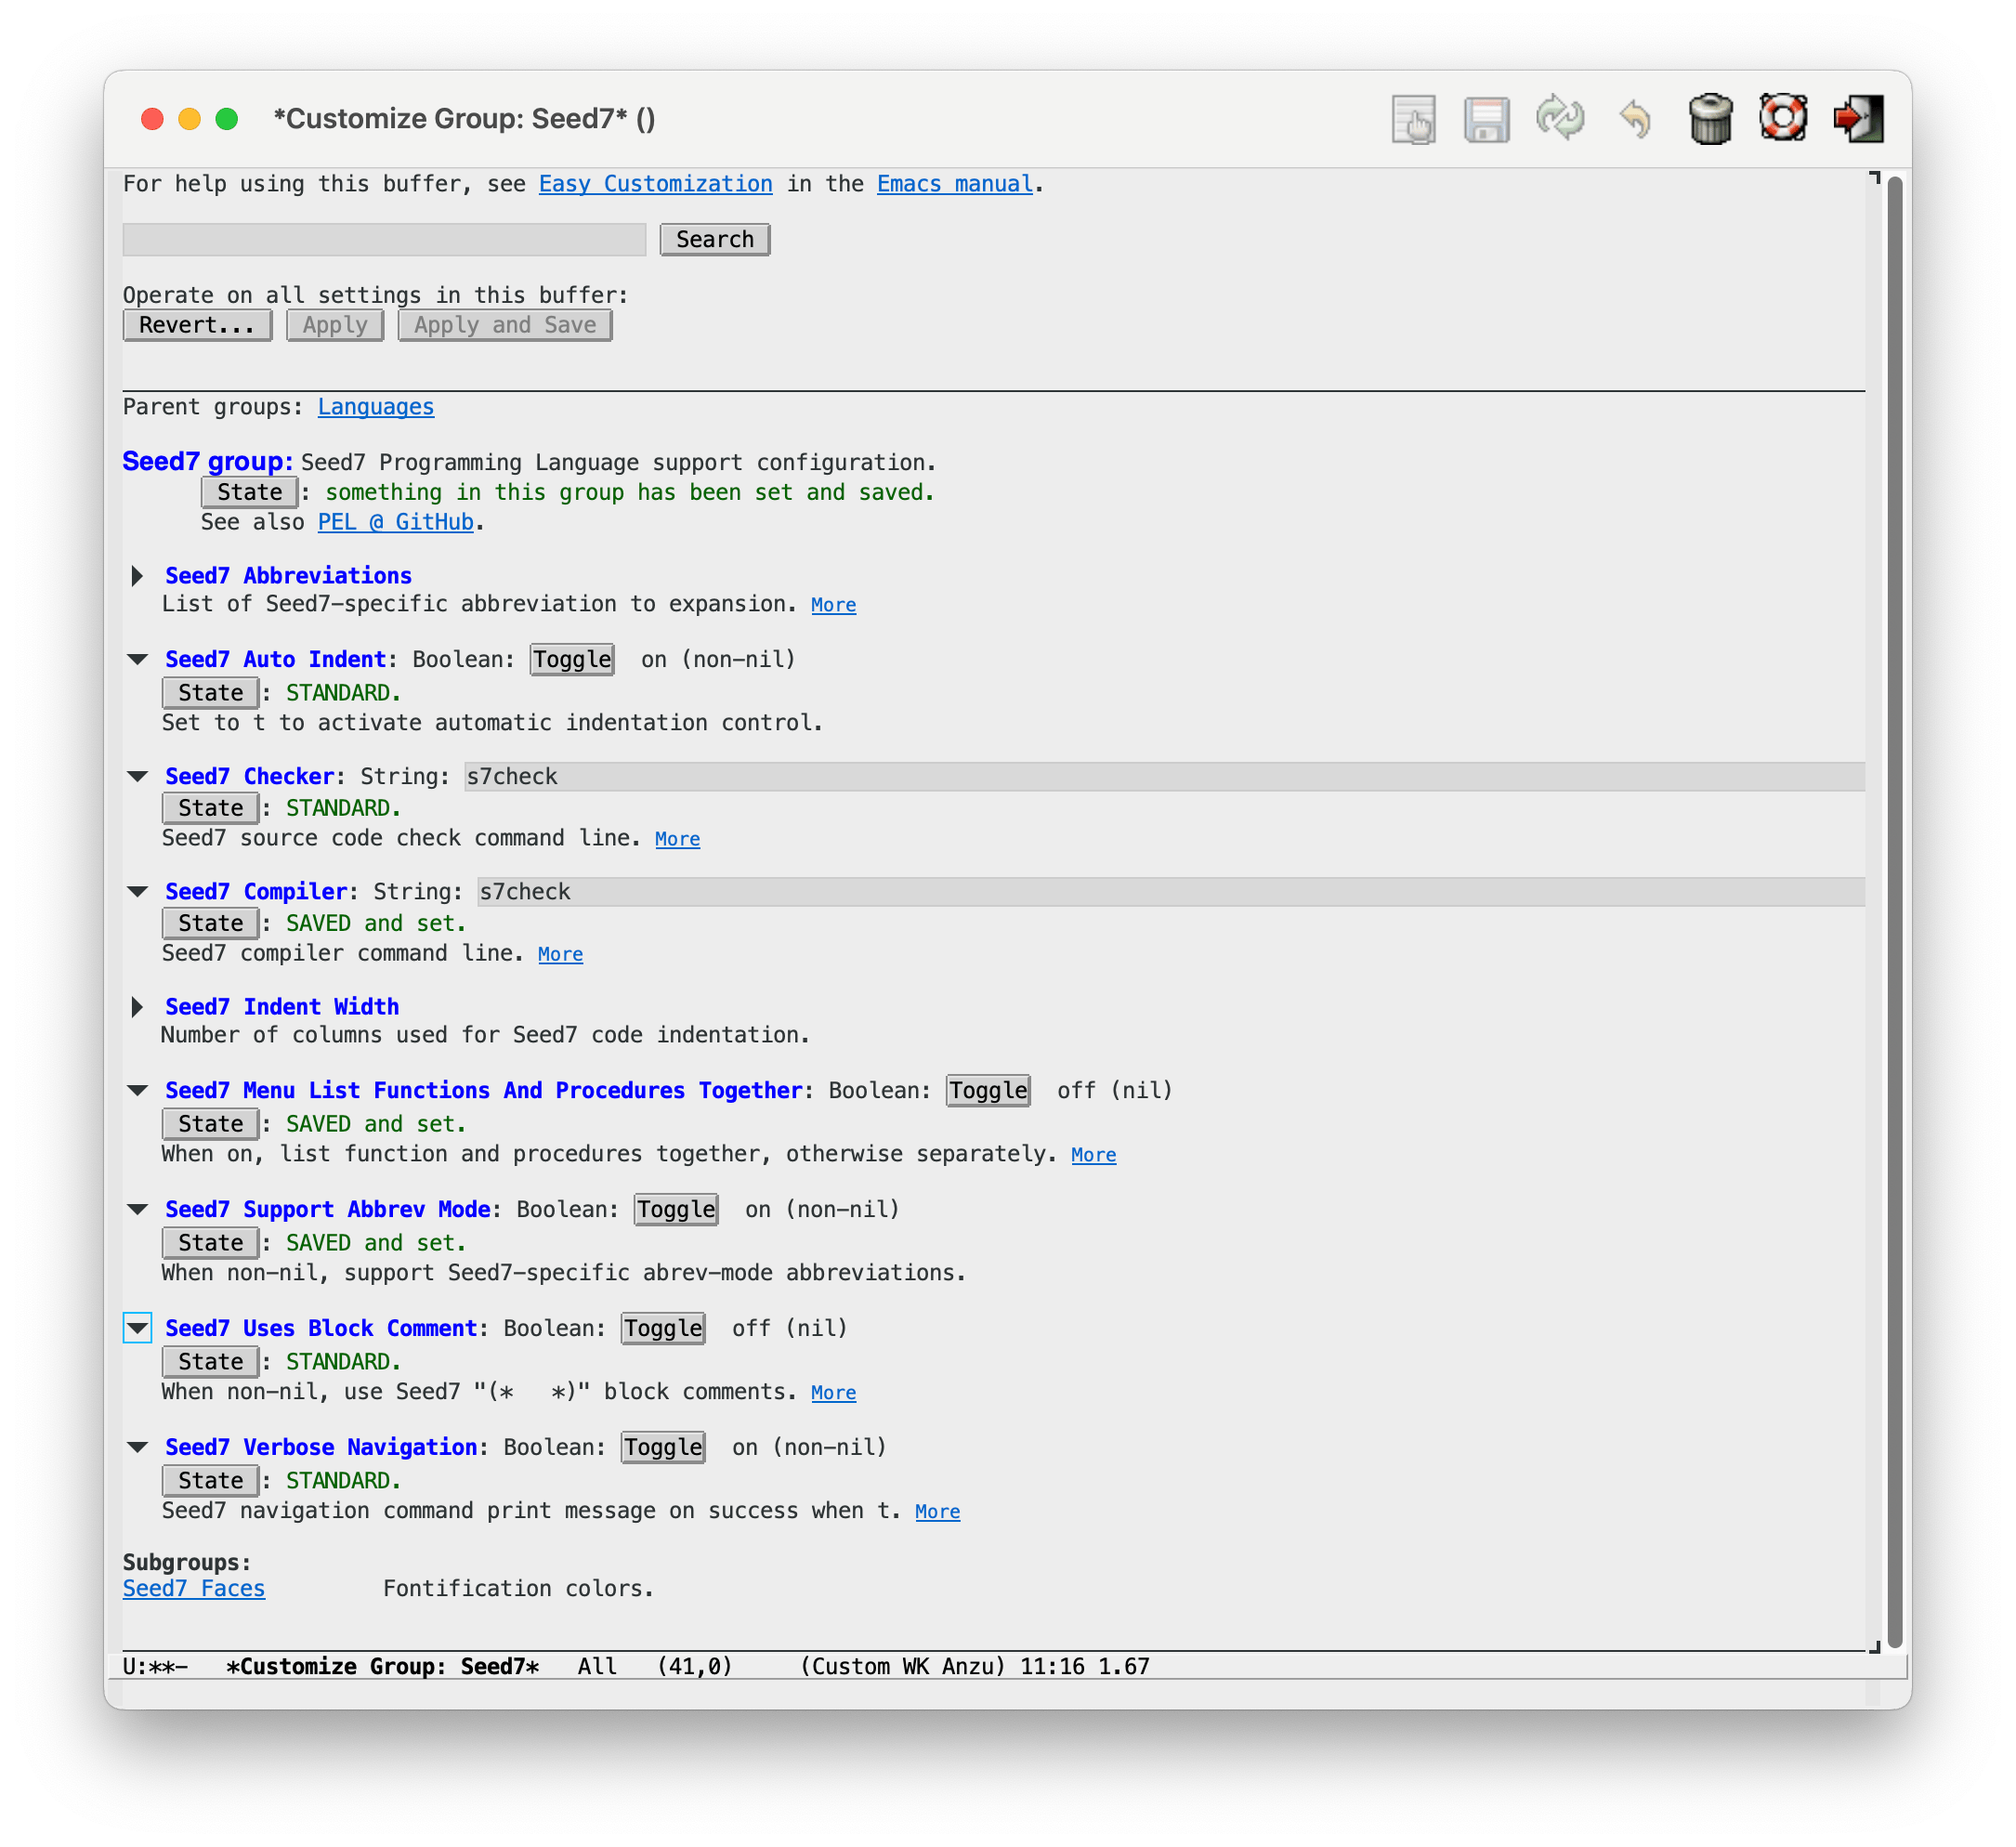 *Customize Group: Seed7* ()
For help using this buffer, see Easy Customization in the Emacs manual.
Search
Operate on all settings in this buffer:
Revert... Apply Apply and Save
Parent groups: Languages
Seed7 group: Seed7 Programming Language support configuration.
State : something in this group has been set and saved.
See also PEL @ GitHub.
Seed7 Abbreviations
List of Seed7-specific abbreviation to expansion. More
Seed7 Auto Indent: Boolean: Toggle on (non-nil)
State : STANDARD.
Set to t to activate automatic indentation control.
Seed7 Checker: String: s7check
State : STANDARD.
Seed7 source code check command line. More
Seed7 Compiler: String: s7check
State : SAVED and set.
Seed7 compiler command line. More
Seed7 Indent Width
Number of columns used for Seed7 code indentation.
Seed7 Menu List Functions And Procedures Together: Boolean: Toggle off (nil)
State : SAVED and set.
When on, list function and procedures together, otherwise separately. More
Seed7 Support Abbrev Mode: Boolean: Toggle on (non-nil)
State : SAVED and set.
When non-nil, support Seed7-specific abrev-mode abbreviations.
Seed7 Uses Block Comment: Boolean: Toggle off (nil)
State : STANDARD.
When non-nil, use Seed7 "(*   *)" block comments. More
Seed7 Verbose Navigation: Boolean: Toggle on (non-nil)
State : STANDARD.
Seed7 navigation command print message on success when t. More
Subgroups:
Seed7 Faces Fontification colors.
U:**- *Customize Group: Seed7* All (41,0) (Custom WK Anzu) 11:16 1.67